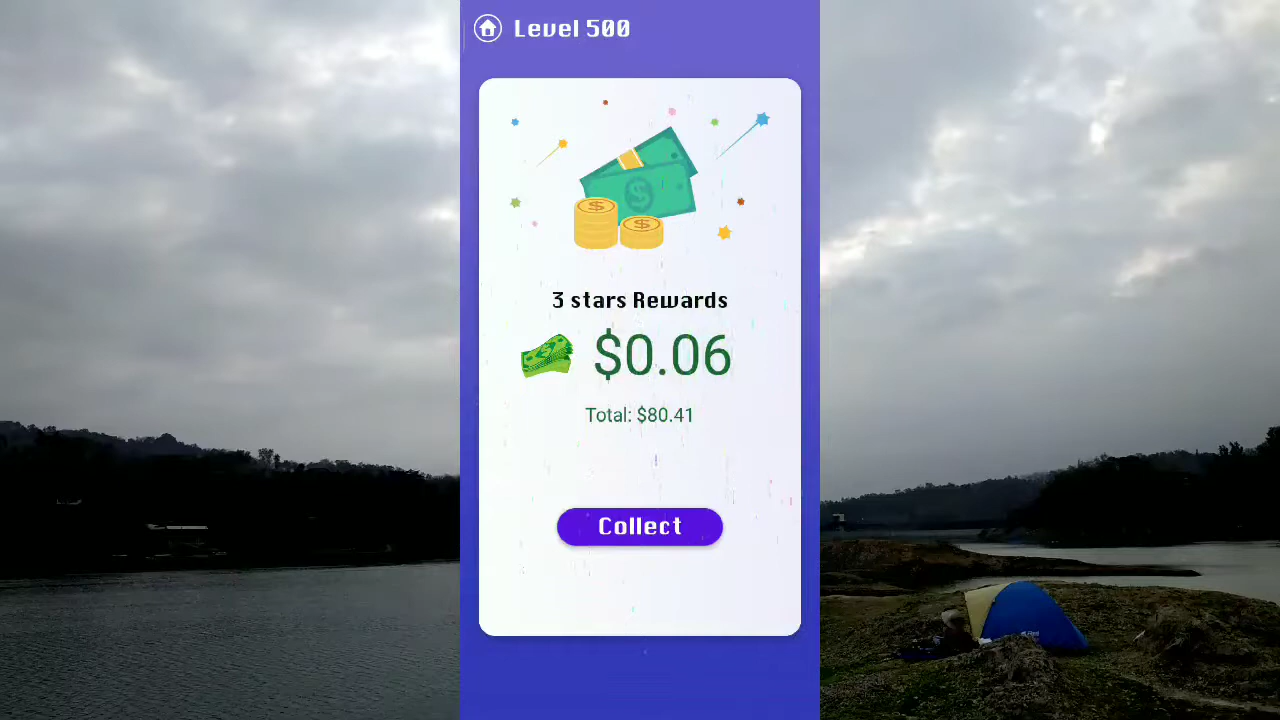 Level 500
3 stars Rewards
$0.06
Total: $80.41
Collect